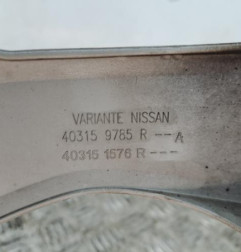 VARIANTE NISSAN
40315 9785 R ---A
40315 1576 R ---